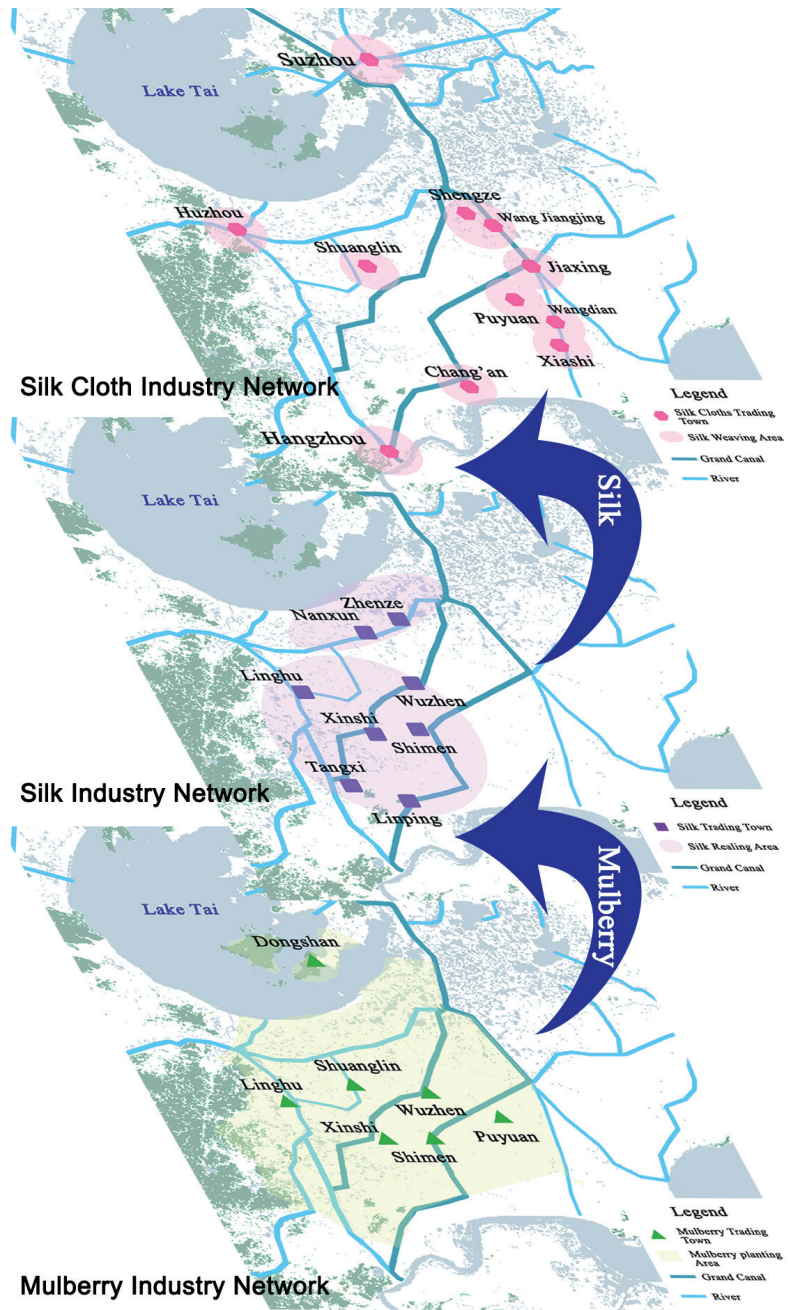 Suzhou
Lake Tai
Shengze
Huzhou
Wang Jiangjing
Shuanglin
Jiaxing
Puyuan
Wangdian
Xiashi
Chang'an
Silk Cloth Industry Network
Hangzhou
Legend
Silk Cloths Trading
Town
Silk Weaving Area
Grand Canal
River
Silk
Lake Tai
Zhenze
Nanxun
Linghu
Wuzhen
Xinshi
Shimen
Tangxi
Linping
Silk Industry Network
Legend
Silk Trading Town
Silk Realing Area
Grand Canal
River
Mulberry
Lake Tai
Dongshan
Shuanglin
Linghu
Wuzhen
Xinshi
Puyuan
Shimen
Legend
Mulberry Trading
Town
Mulberry planting
Area
Grand Canal
River
Mulberry Industry Network